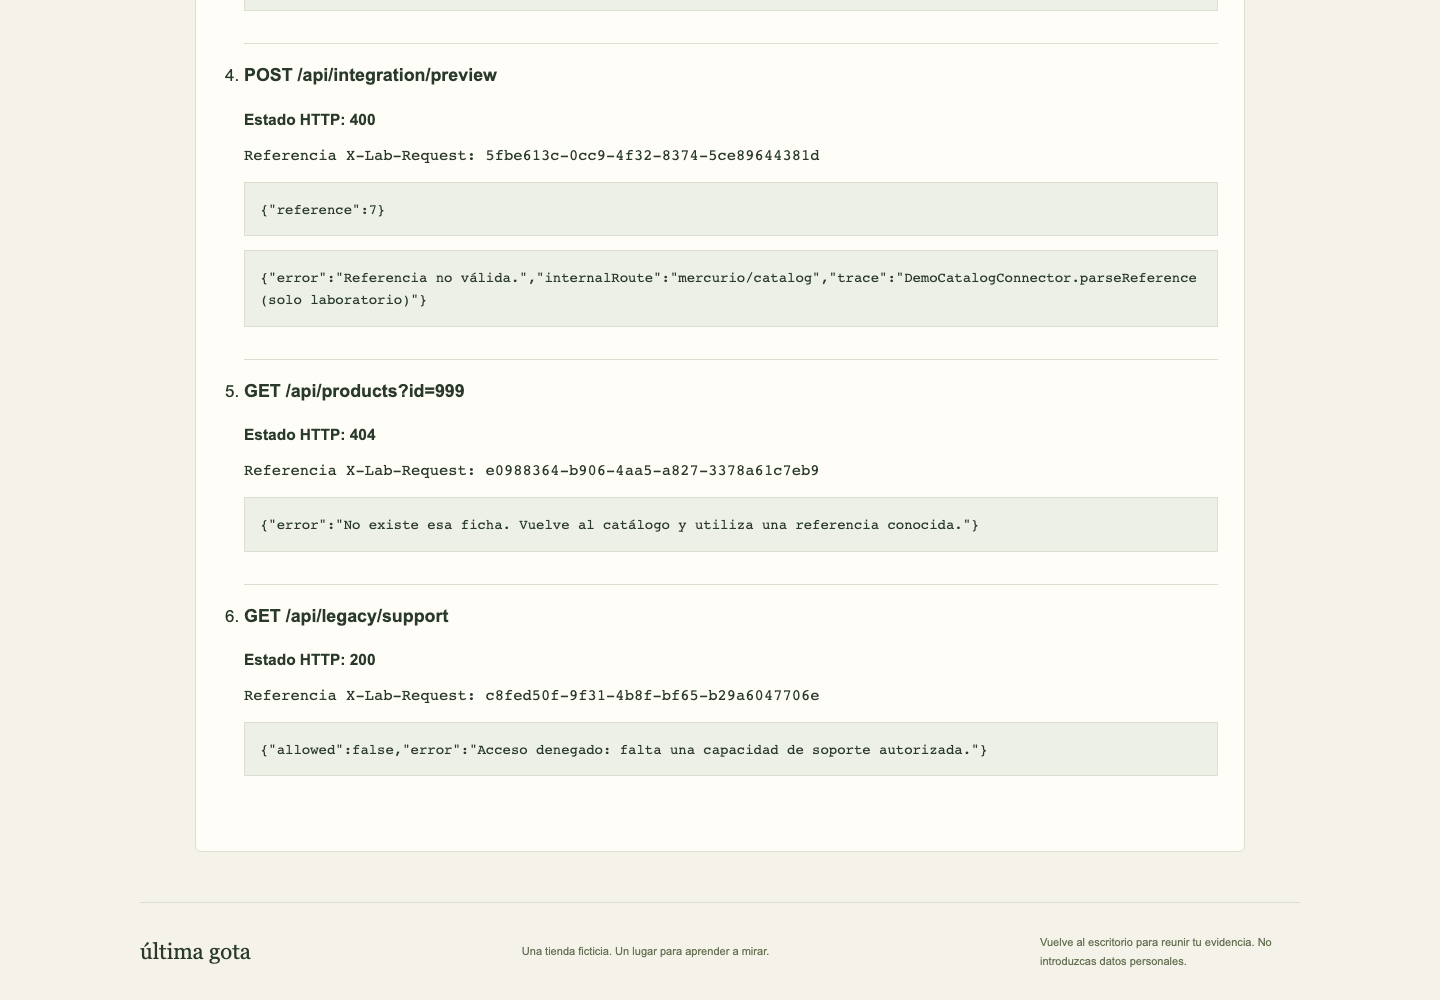 4. POST /api/integration/preview
Estado HTTP: 400
Referencia X-Lab-Request: 5fbe613c-0cc9-4f32-8374-5ce89644381d
{"reference":7}
{"error":"Referencia no válida.","internalRoute":"mercurio/catalog","trace":"DemoCatalogConnector.parseReference
(solo laboratorio)"}
5. GET /api/products?id=999
Estado HTTP: 404
Referencia X-Lab-Request: e0988364-b906-4aa5-a827-3378a61c7eb9
{"error":"No existe esa ficha. Vuelve al catálogo y utiliza una referencia conocida."}
6. GET /api/legacy/support
Estado HTTP: 200
Referencia X-Lab-Request: c8fed50f-9f31-4b8f-bf65-b29a6047706e
{"allowed":false,"error":"Acceso denegado: falta una capacidad de soporte autorizada."}
última gota
Una tienda ficticia. Un lugar para aprender a mirar.
Vuelve al escritorio para reunir tu evidencia. No
introduzcas datos personales.